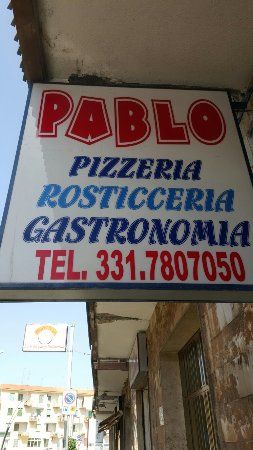 PABLO
PIZZERIA
ROSTICCERIA
GASTRONOMIA
TEL. 331.7807050